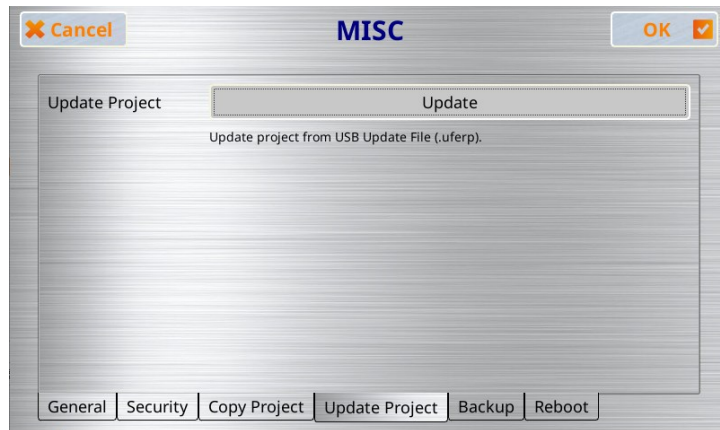 Cancel
MISC
OK
Update Project
Update
Update project from USB Update File (.uferp).
General
Security
Copy Project
Update Project
Backup
Reboot